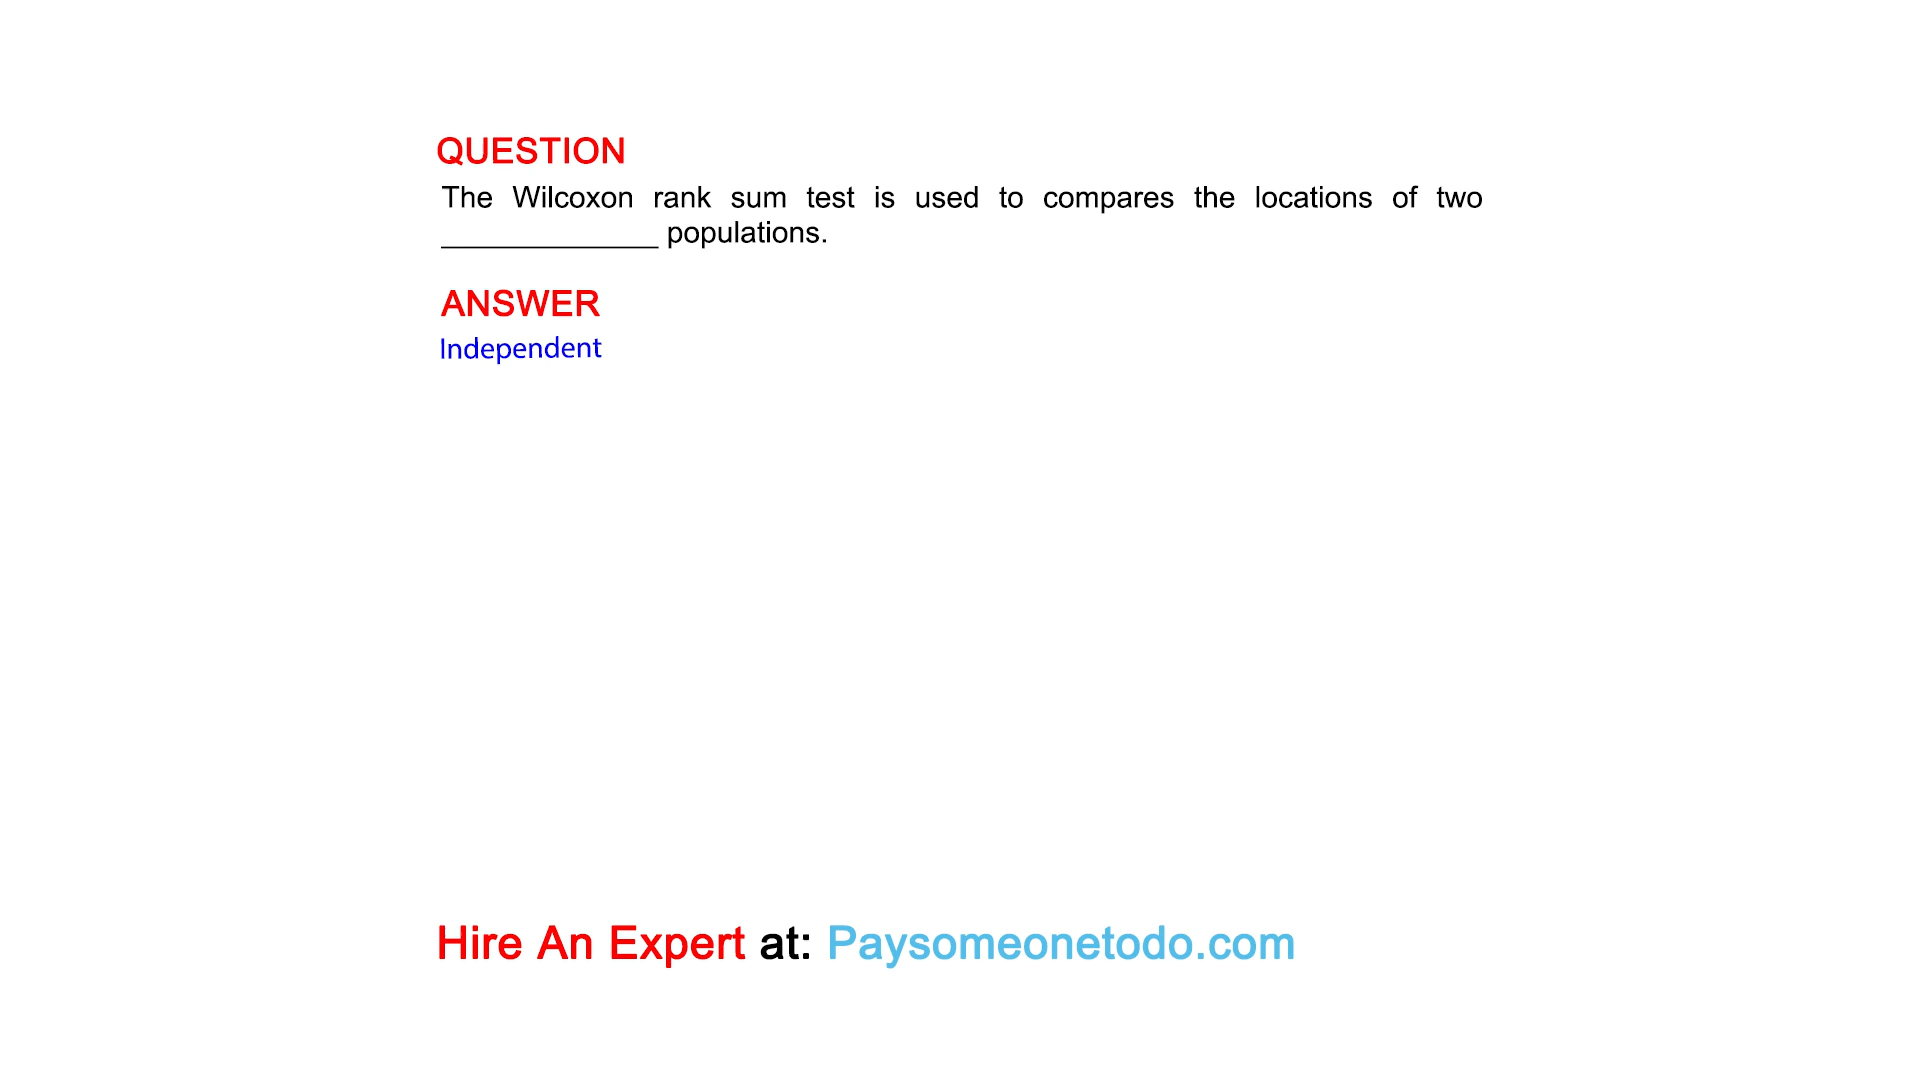 QUESTION
The Wilcoxon rank sum test is used to compares the locations of two
_____________ populations.
ANSWER
Independent
Hire An Expert at: Paysomeonetodo.com